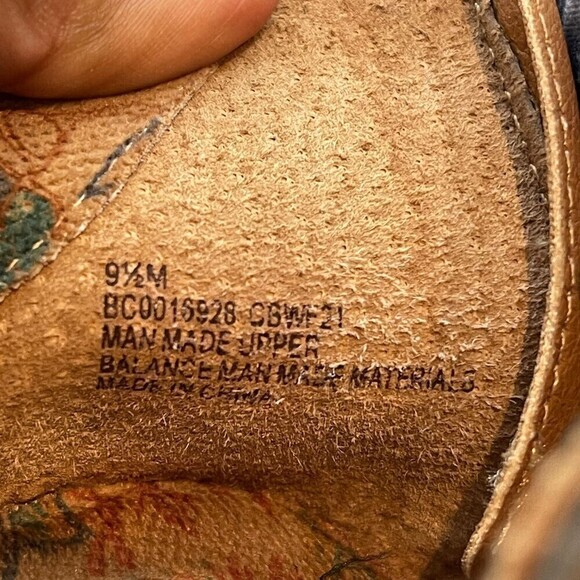 9½M
BC0016928 CBWF21
MAN MADE UPPER
BALANCE MAN MADE MATERIALS
MADE IN CHINA